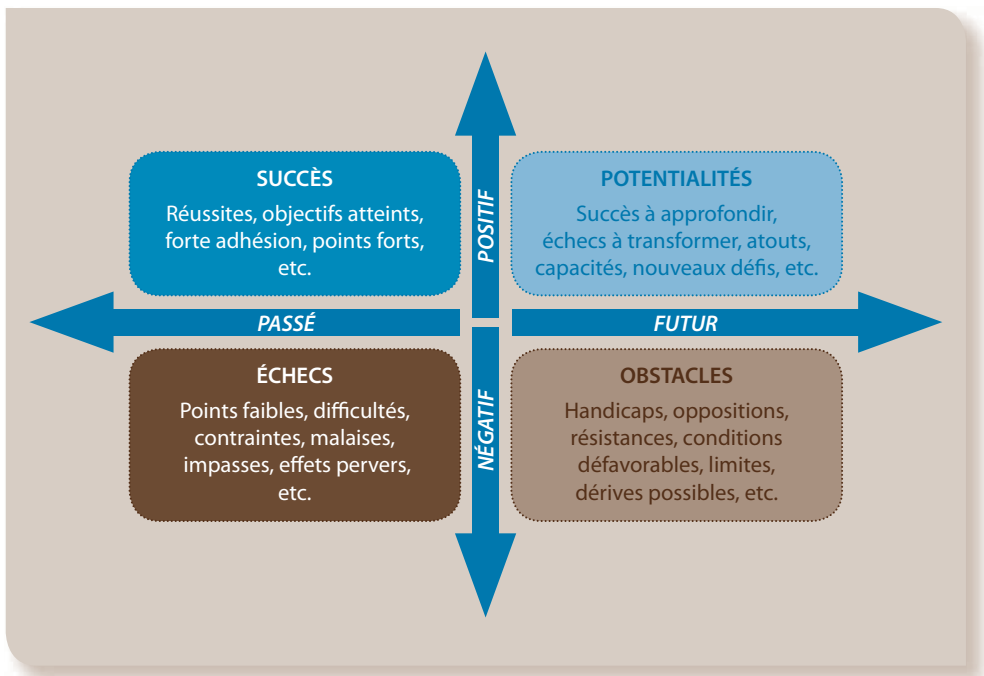 SUCCÈS
Réussites, objectifs atteints,
forte adhésion, points forts,
etc.
POSITIF
POTENTIALITÉS
Succès à approfondir,
échecs à transformer, atouts,
capacités, nouveaux défis, etc.
PASSÉ
FUTUR
ÉCHECS
Points faibles, difficultés,
contraintes, malaises,
impasses, effets pervers,
etc.
NÉGATIF
OBSTACLES
Handicaps, oppositions,
résistances, conditions
défavorables, limites,
dérives possibles, etc.